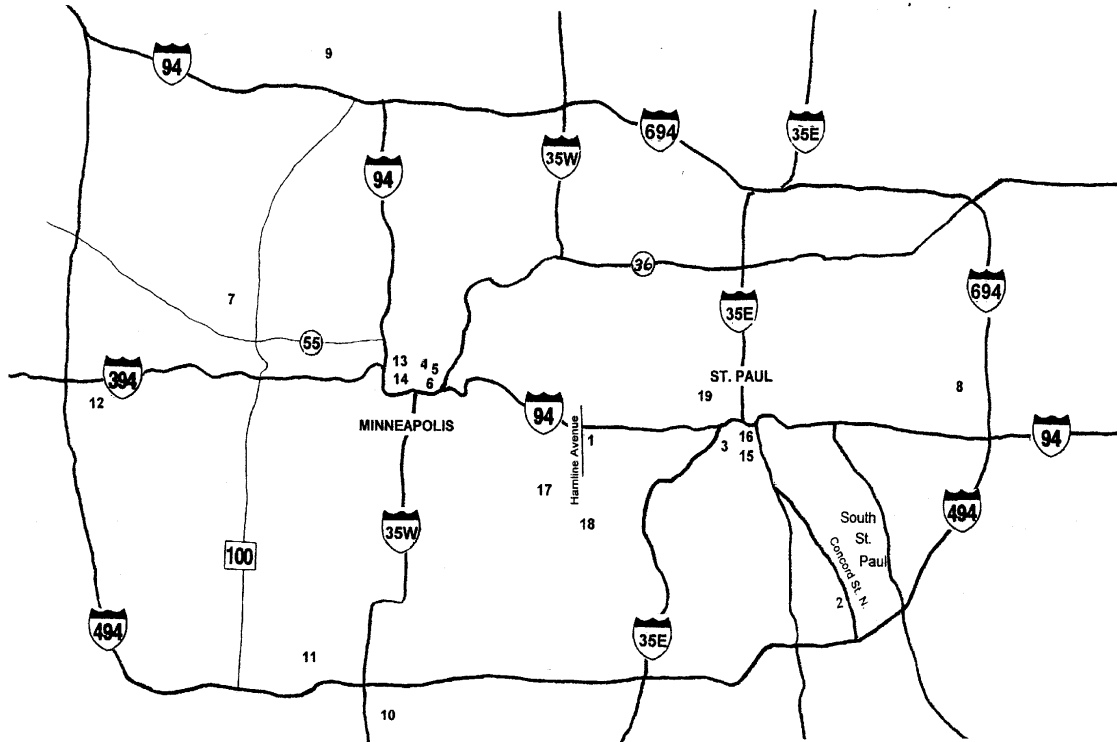 9
94
694
35E
35W
94
36
694
7
35E
55
13
4
5
394
14
6
ST. PAUL
8
12
19
94
MINNEAPOLIS
Hamline Avenue
1
3
16
94
15
17
494
South
St.
Paul
18
35W
100
Concord St. N.
2
494
35E
11
10